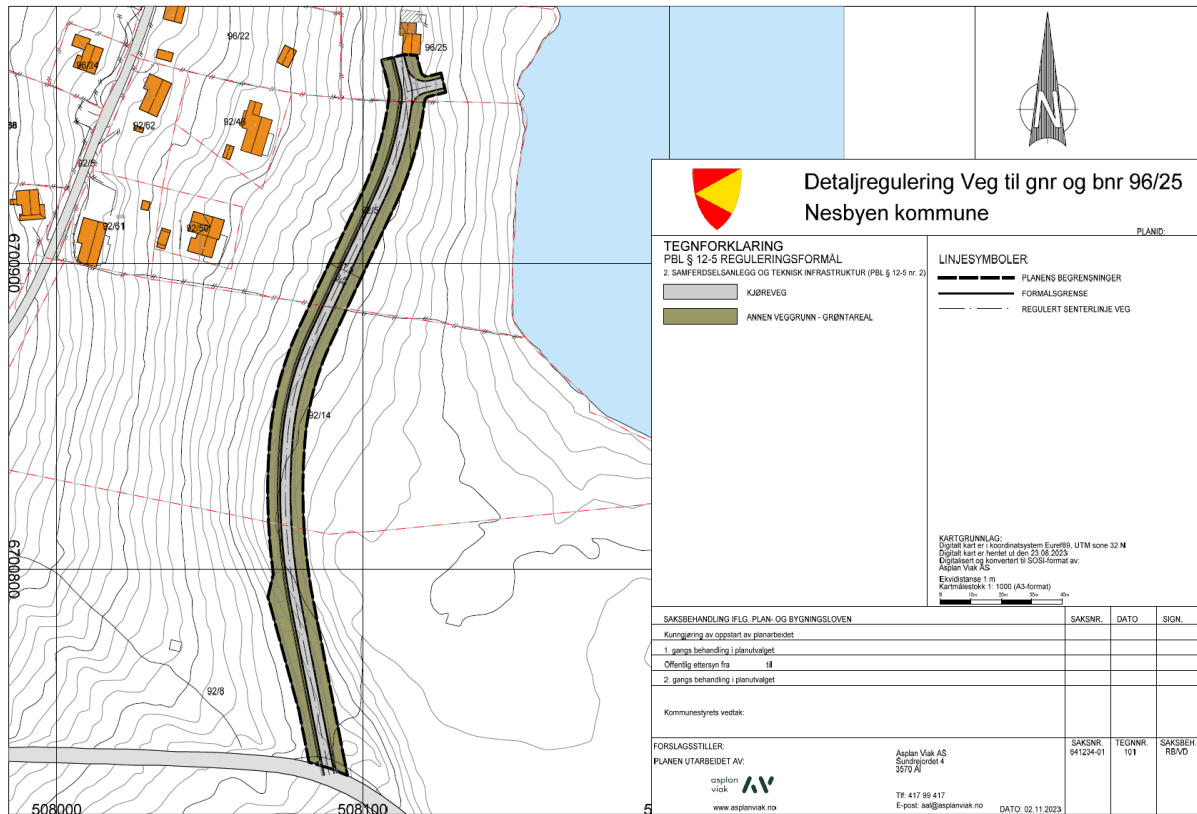 96/22
96/24
96/25
88
92/62
92/46
92/5
92/5
92/61
92/50
92/14
92/8
6700900
6700800
508000
508100
5
N
Detaljregulering Veg til gnr og bnr 96/25
Nesbyen kommune
PLANID:
TEGNFORKLARING
PBL § 12-5 REGULERINGSFORMÅL
2. SAMFERDSELSANLEGG OG TEKNISK INFRASTRUKTUR (PBL § 12-5 nr. 2)
KJØREVEG
ANNEN VEGGRUNN - GRØNTAREAL
LINJESYMBOLER
PLANENS BEGRENSNINGER
FORMÅLSGRENSE
REGULERT SENTERLINJE VEG
KARTGRUNNLAG:
Digitalt kart er i koordinatsystem Euref89, UTM sone 32 N
Digitalt kart er hentet ut den 23.08.2023
Digitalisert og konvertert til SOSI-format av:
Asplan Viak AS
Ekvidistanse 1 m
Kartmålestokk 1: 1000 (A3-format)
SAKSBEHANDLING IFLG. PLAN- OG BYGNINGSLOVEN SAKSNR. DATO SIGN.
Kunngjøring av oppstart av planarbeidet
1. gangs behandling i planutvalget
Offentlig ettersyn fra til
2. gangs behandling i planutvalget
Kommunestyrets vedtak:
FORSLAGSSTILLER:
PLANEN UTARBEIDET AV:
asplan
viak
www.asplanviak.no
Asplan Viak AS
Sundrejordet 4
3570 Ål
Tlf: 417 99 417
E-post: aal@asplanviak.no
DATO: 02.11.2023
SAKSNR. TEGNNR. SAKSBEH.
641234-01 101 RB/VD